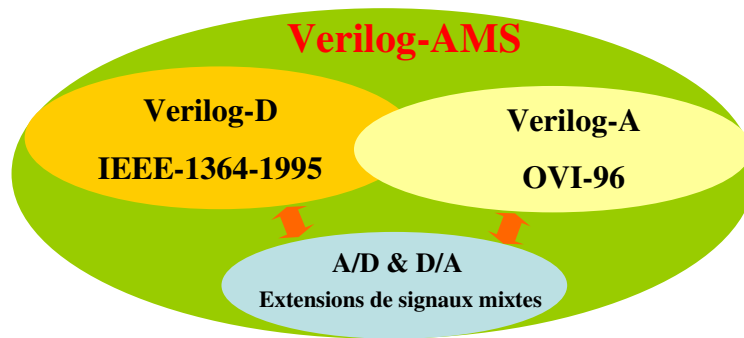 Verilog-AMS
Verilog-D
IEEE-1364-1995
Verilog-A
OVI-96
A/D & D/A
Extensions de signaux mixtes